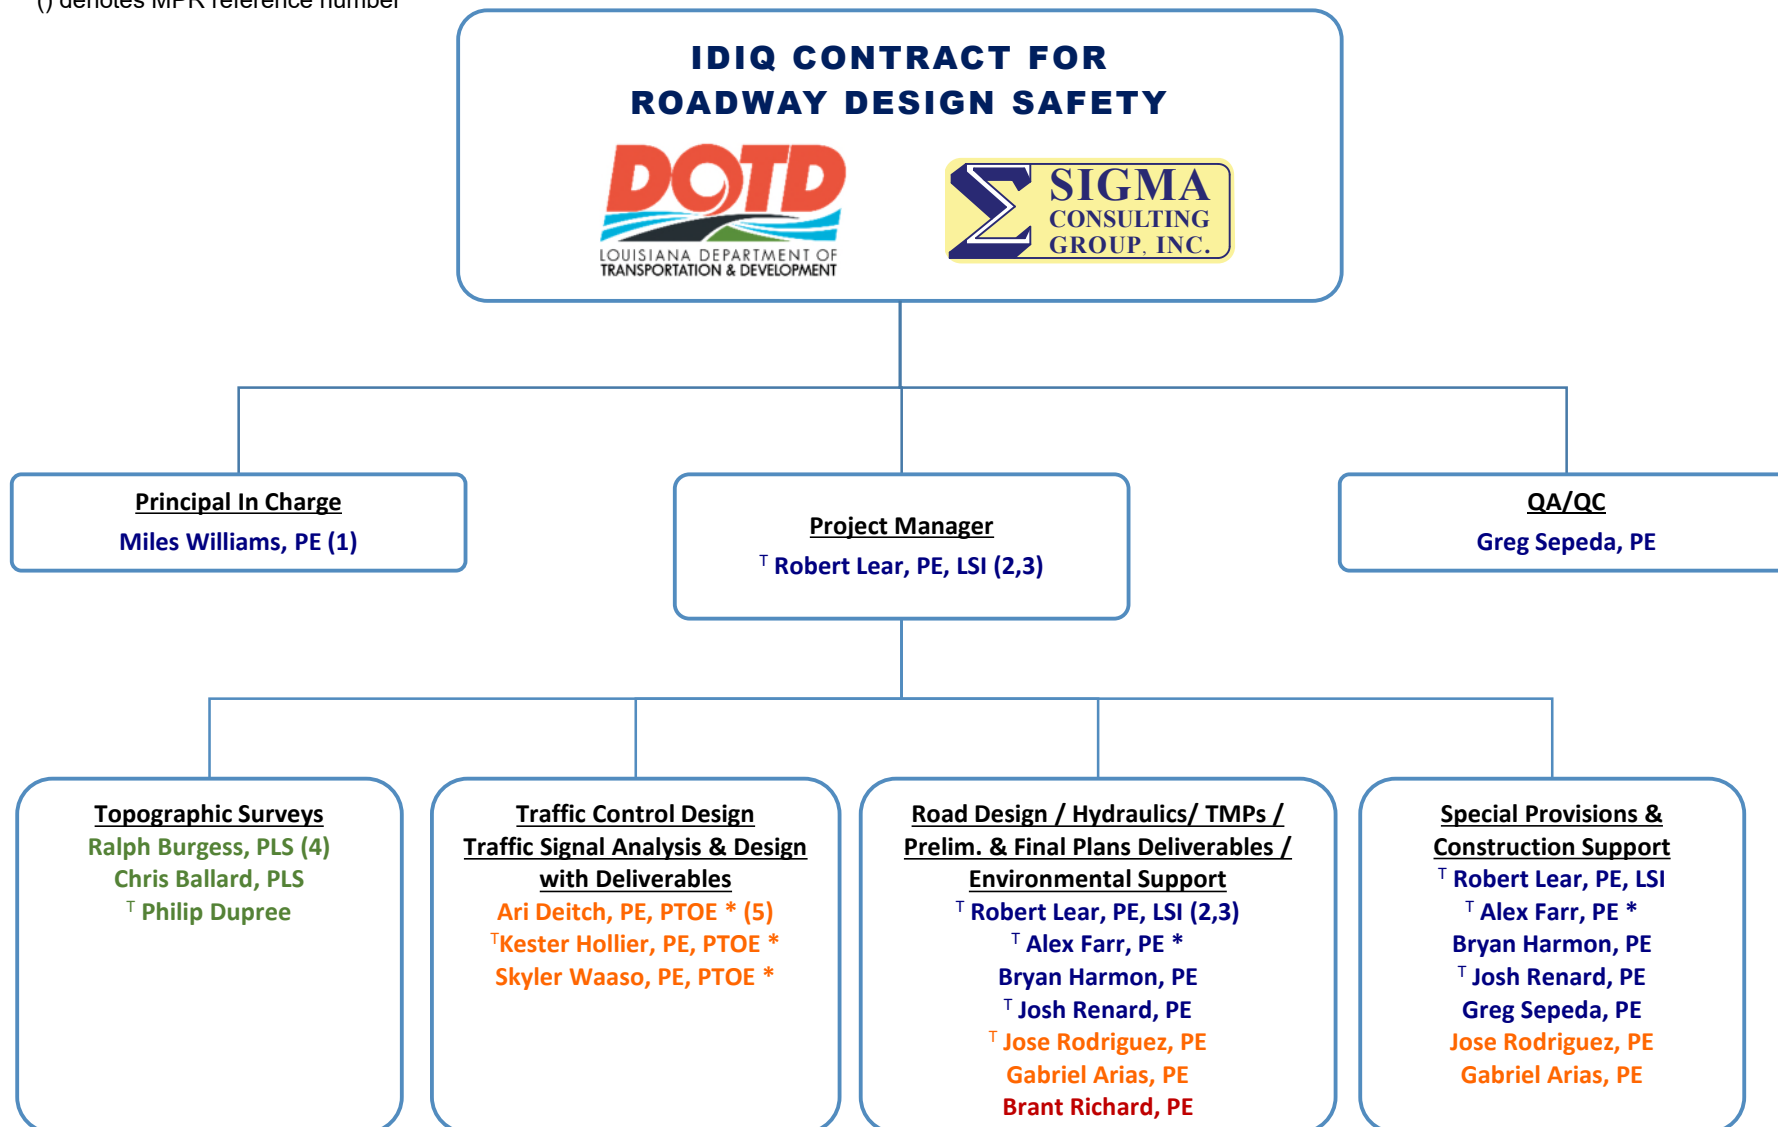 () denotes MPR reference number
IDIQ CONTRACT FOR
ROADWAY DESIGN SAFETY
DOTD
LOUISIANA DEPARTMENT OF
TRANSPORTATION & DEVELOPMENT
Σ SIGMA
CONSULTING
GROUP, INC.
Principal In Charge
Miles Williams, PE (1)
Project Manager
T Robert Lear, PE, LSI (2,3)
QA/QC
Greg Sepeda, PE
Topographic Surveys
Ralph Burgess, PLS (4)
Chris Ballard, PLS
T Philip Dupree
Traffic Control Design
Traffic Signal Analysis & Design
with Deliverables
Ari Deitch, PE, PTOE * (5)
T Kester Hollier, PE, PTOE *
Skyler Waaso, PE, PTOE *
Road Design / Hydraulics/ TMPs /
Prelim. & Final Plans Deliverables /
Environmental Support
T Robert Lear, PE, LSI (2,3)
T Alex Farr, PE *
Bryan Harmon, PE
T Josh Renard, PE
T Jose Rodriguez, PE
Gabriel Arias, PE
Brant Richard, PE
Special Provisions &
Construction Support
T Robert Lear, PE, LSI
T Alex Farr, PE *
Bryan Harmon, PE
T Josh Renard, PE
Greg Sepeda, PE
Jose Rodriguez, PE
Gabriel Arias, PE